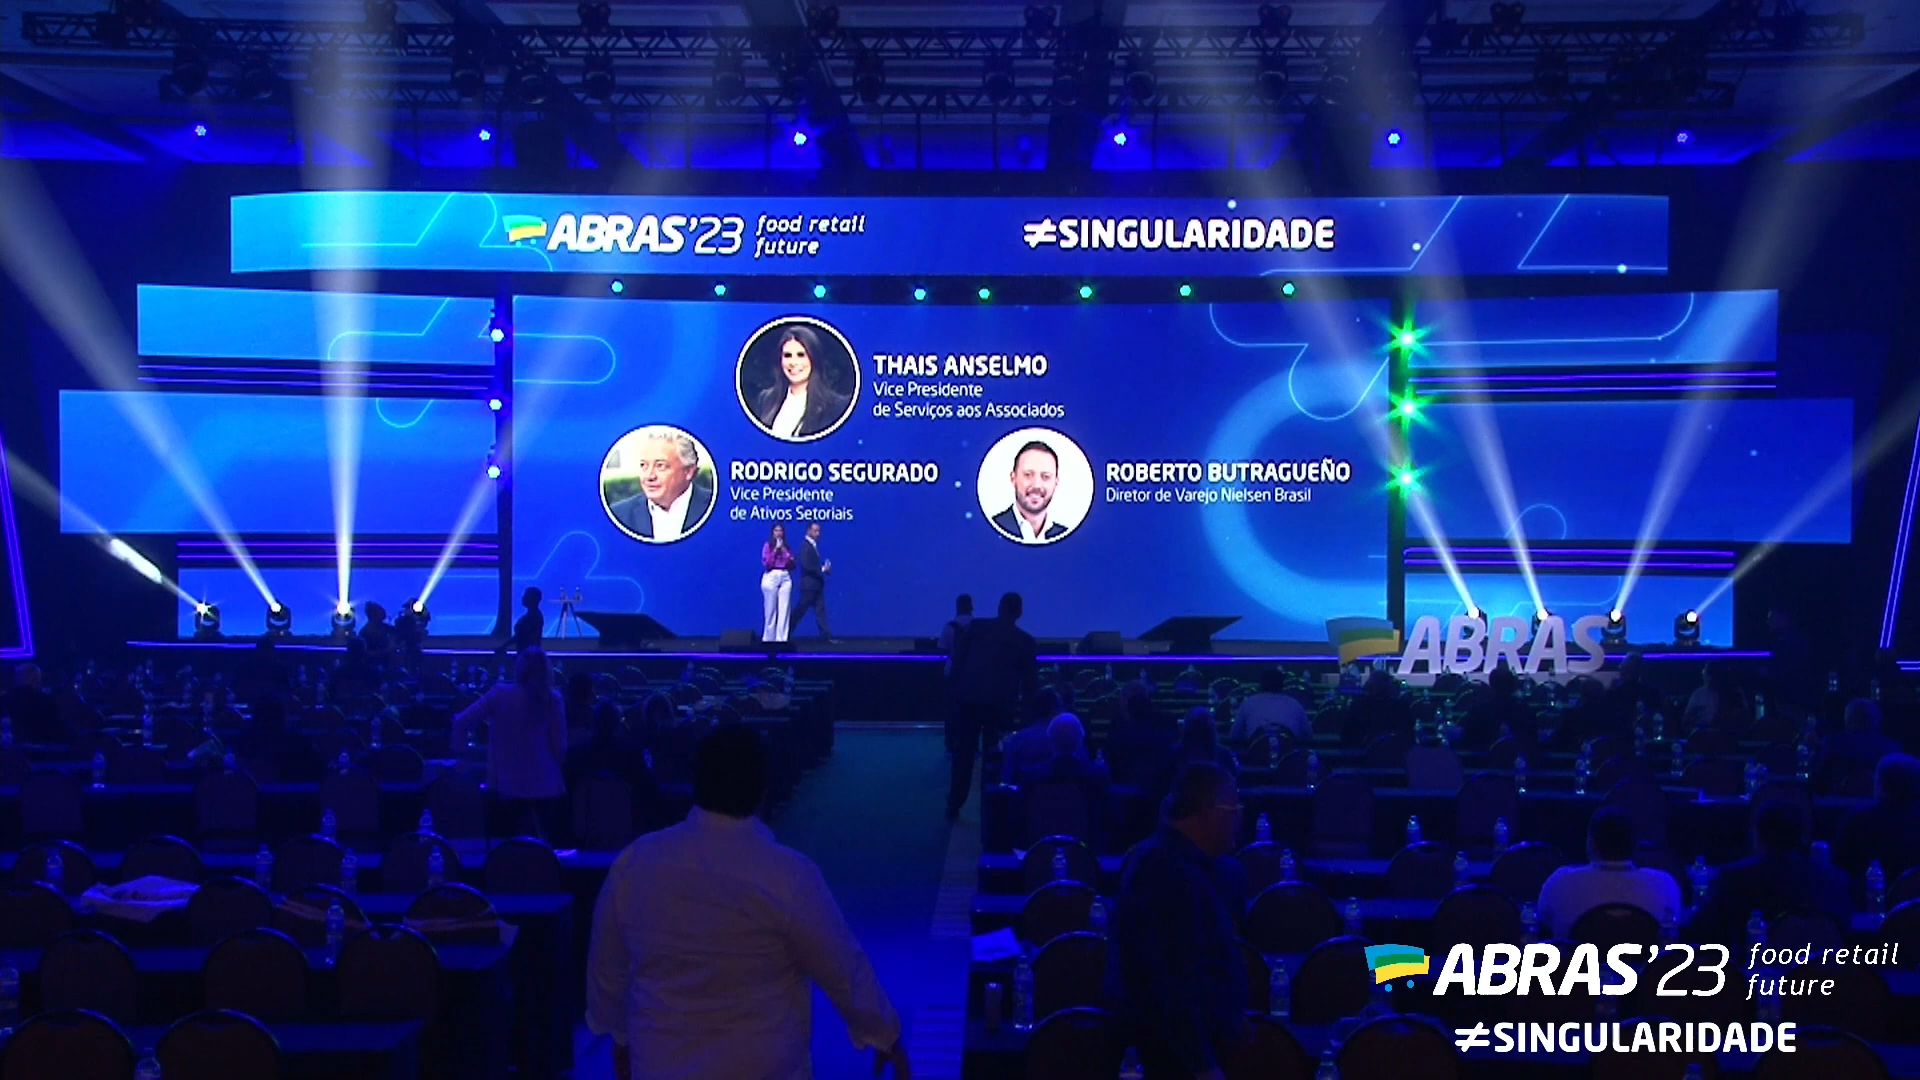 ABRAS'23 food retail future
≠SINGULARIDADE
THAIS ANSELMO
Vice Presidente
de Serviços aos Associados
RODRIGO SEGURADO
Vice Presidente
de Ativos Setoriais
ROBERTO BUTRAGUEÑO
Diretor de Varejo Nielsen Brasil
ABRAS
ABRAS'23 food retail future
≠SINGULARIDADE